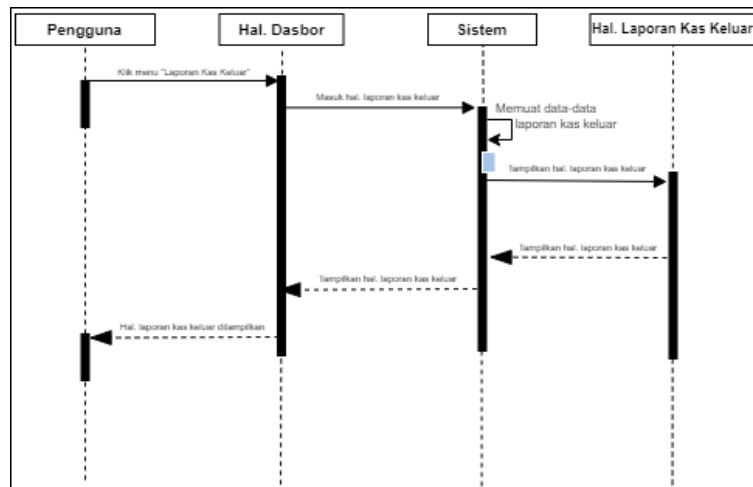 Pengguna
Hal. Dasbor
Sistem
Hal. Laporan Kas Keluar
Klik menu "Laporan Kas Keluar"
Masuk hal. laporan kas keluar
Memuat data-data
laporan kas keluar
Tampilkan hal. laporan kas keluar
Tampilkan hal. laporan kas keluar
Tampilkan hal. laporan kas keluar
Hal. laporan kas keluar ditampilkan